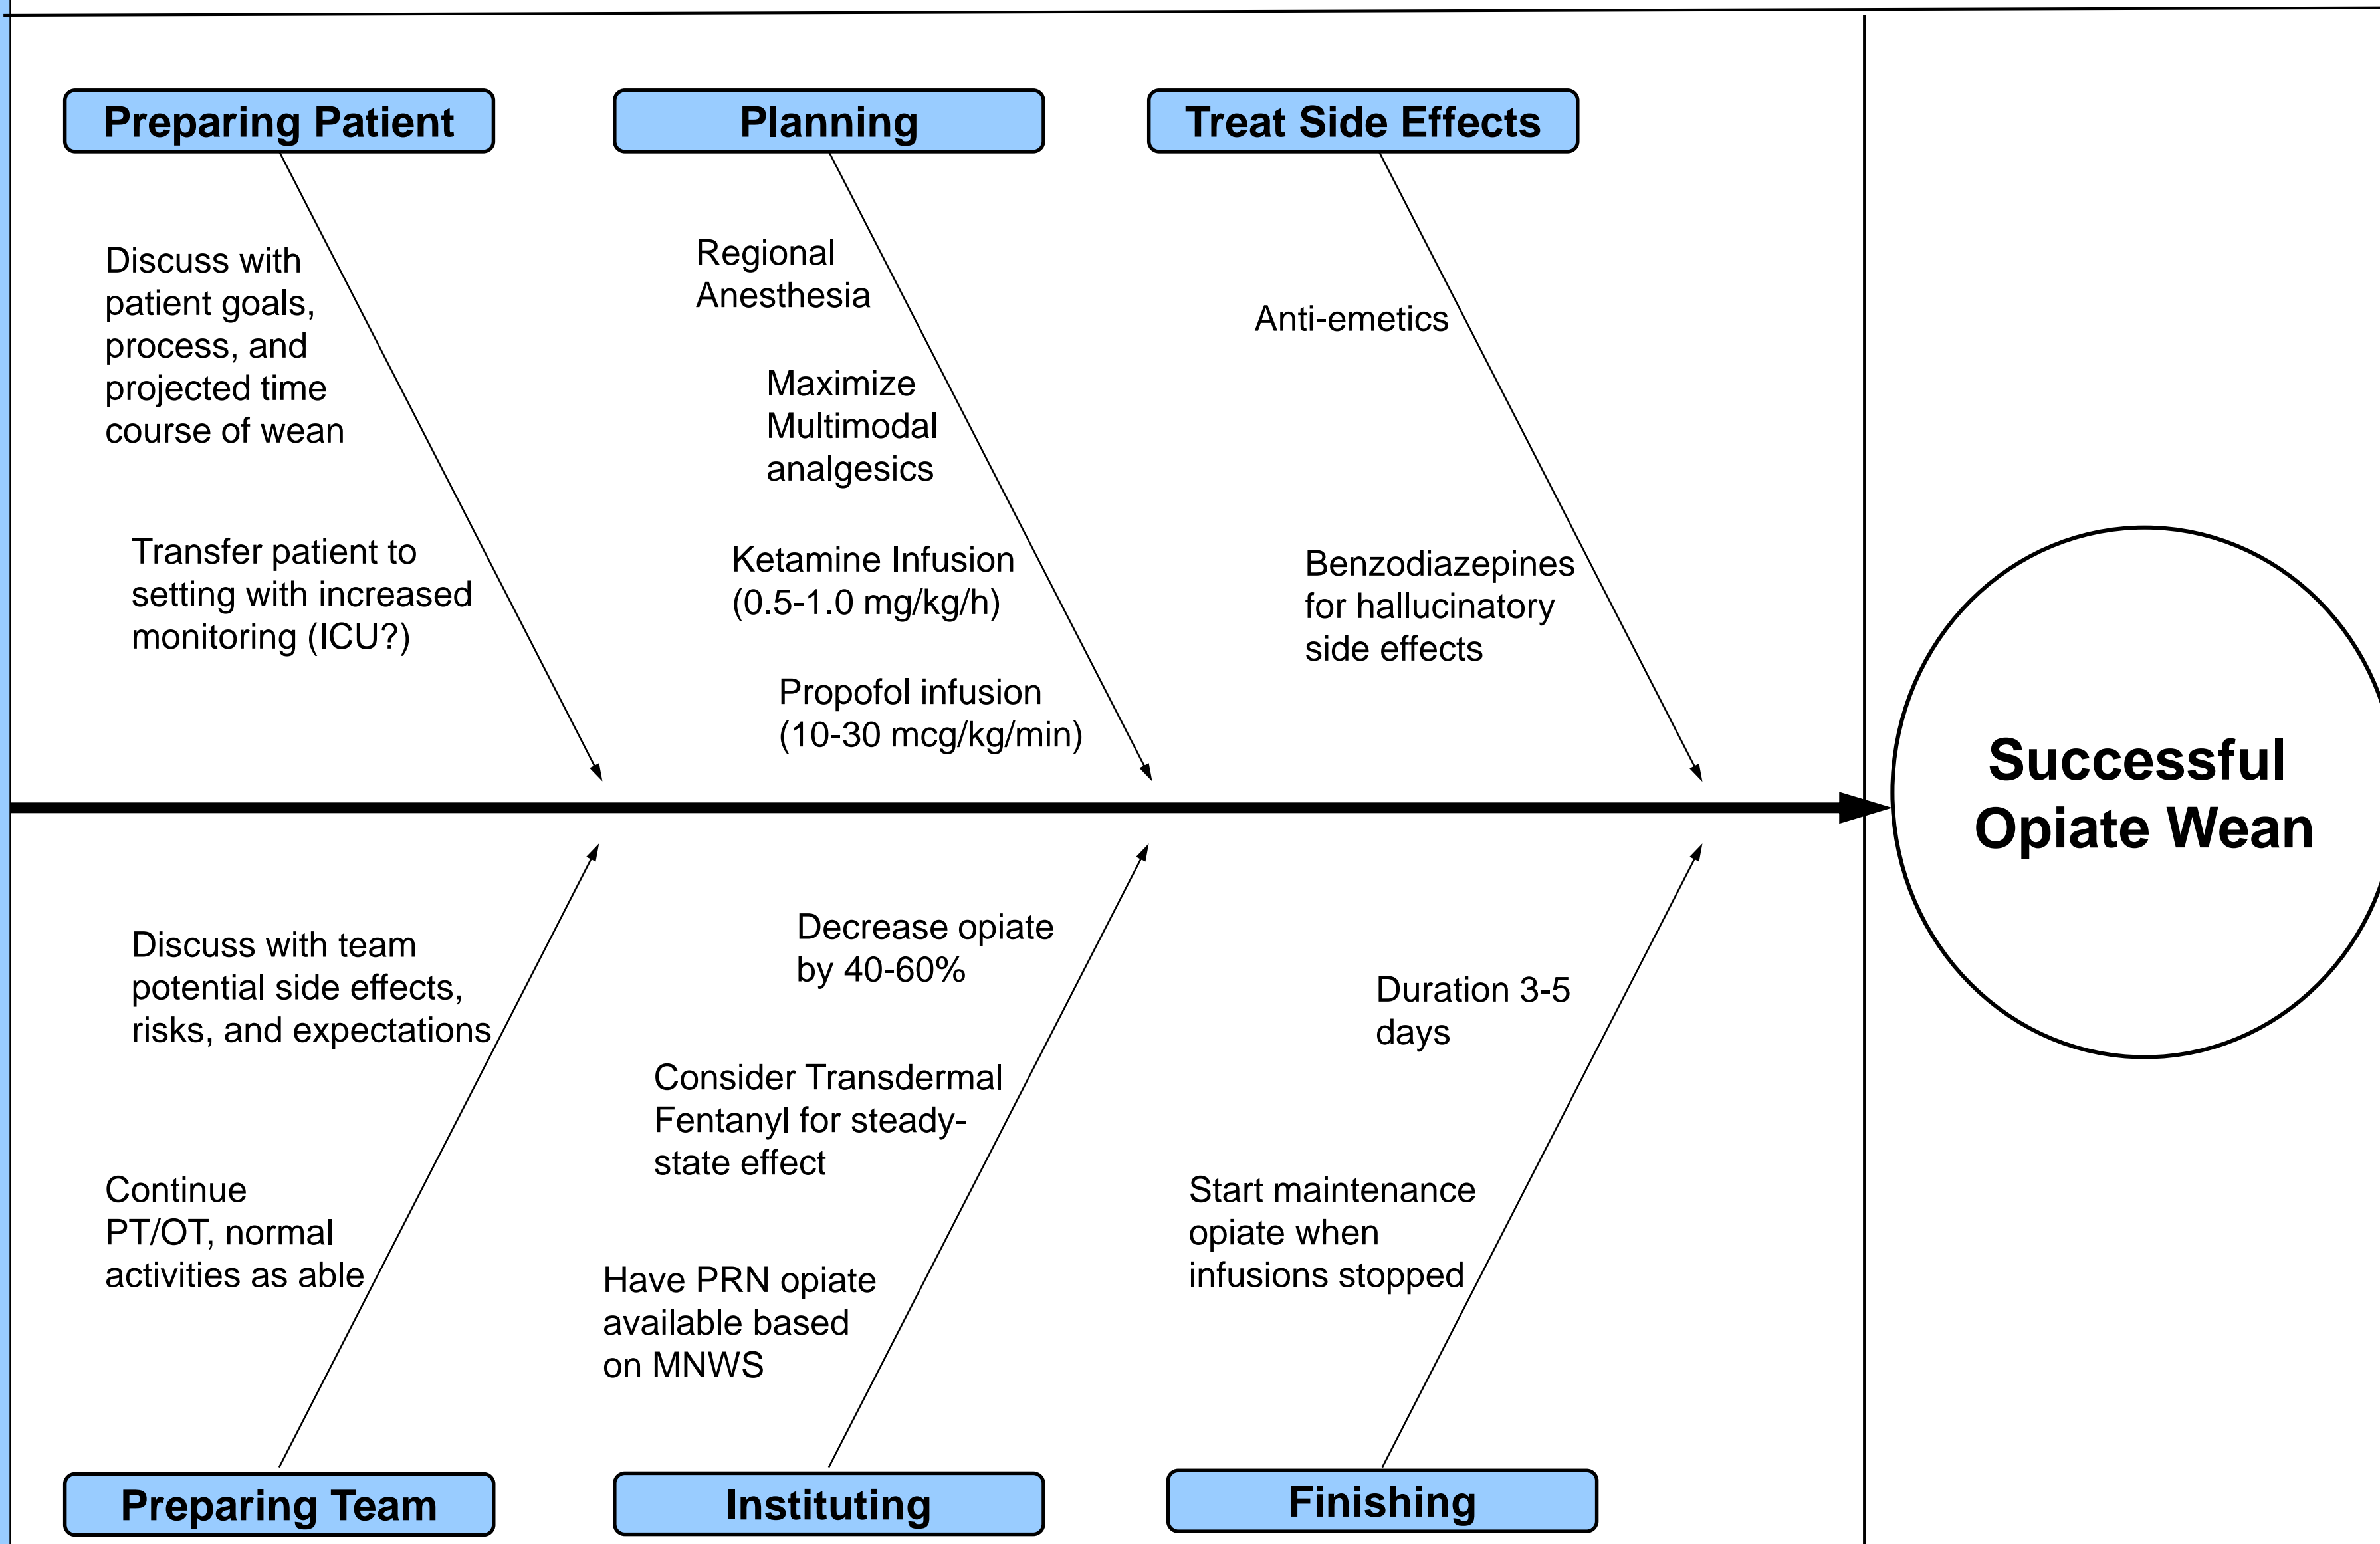 Preparing Patient
Discuss with
patient goals,
process, and
projected time
course of wean
Transfer patient to
setting with increased
monitoring (ICU?)
Planning
Regional
Anesthesia
Maximize
Multimodal
analgesics
Ketamine Infusion
(0.5-1.0 mg/kg/h)
Propofol infusion
(10-30 mcg/kg/min)
Treat Side Effects
Anti-emetics
Benzodiazepines
for hallucinatory
side effects
Successful
Opiate Wean
Discuss with team
potential side effects,
risks, and expectations
Continue
PT/OT, normal
activities as able
Preparing Team
Decrease opiate
by 40-60%
Consider Transdermal
Fentanyl for steady-
state effect
Have PRN opiate
available based
on MNWS
Instituting
Duration 3-5
days
Start maintenance
opiate when
infusions stopped
Finishing